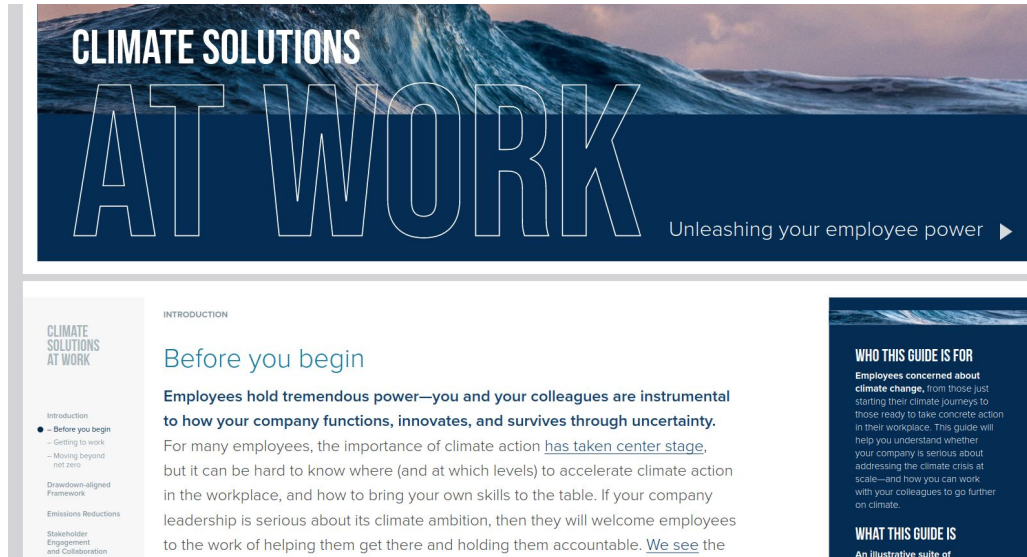 CLIMATE SOLUTIONS
AT WORK
Unleashing your employee power
CLIMATE
SOLUTIONS
AT WORK
Introduction
– Before you begin
– Getting to work
– Moving beyond
net zero
Drawdown-aligned
Framework
Emissions Reductions
Stakeholder
Engagement
and Collaboration
INTRODUCTION
Before you begin
Employees hold tremendous power—you and your colleagues are instrumental
to how your company functions, innovates, and survives through uncertainty.
For many employees, the importance of climate action has taken center stage,
but it can be hard to know where (and at which levels) to accelerate climate action
in the workplace, and how to bring your own skills to the table. If your company
leadership is serious about its climate ambition, then they will welcome employees
to the work of helping them get there and holding them accountable. We see the
WHO THIS GUIDE IS FOR
Employees concerned about
climate change, from those just
starting their climate journeys to
those ready to take concrete action
in their workplace. This guide will
help you understand whether
your company is serious about
addressing the climate crisis at
scale—and how you can work
with your colleagues to go further
on climate.
WHAT THIS GUIDE IS
An illustrative suite of